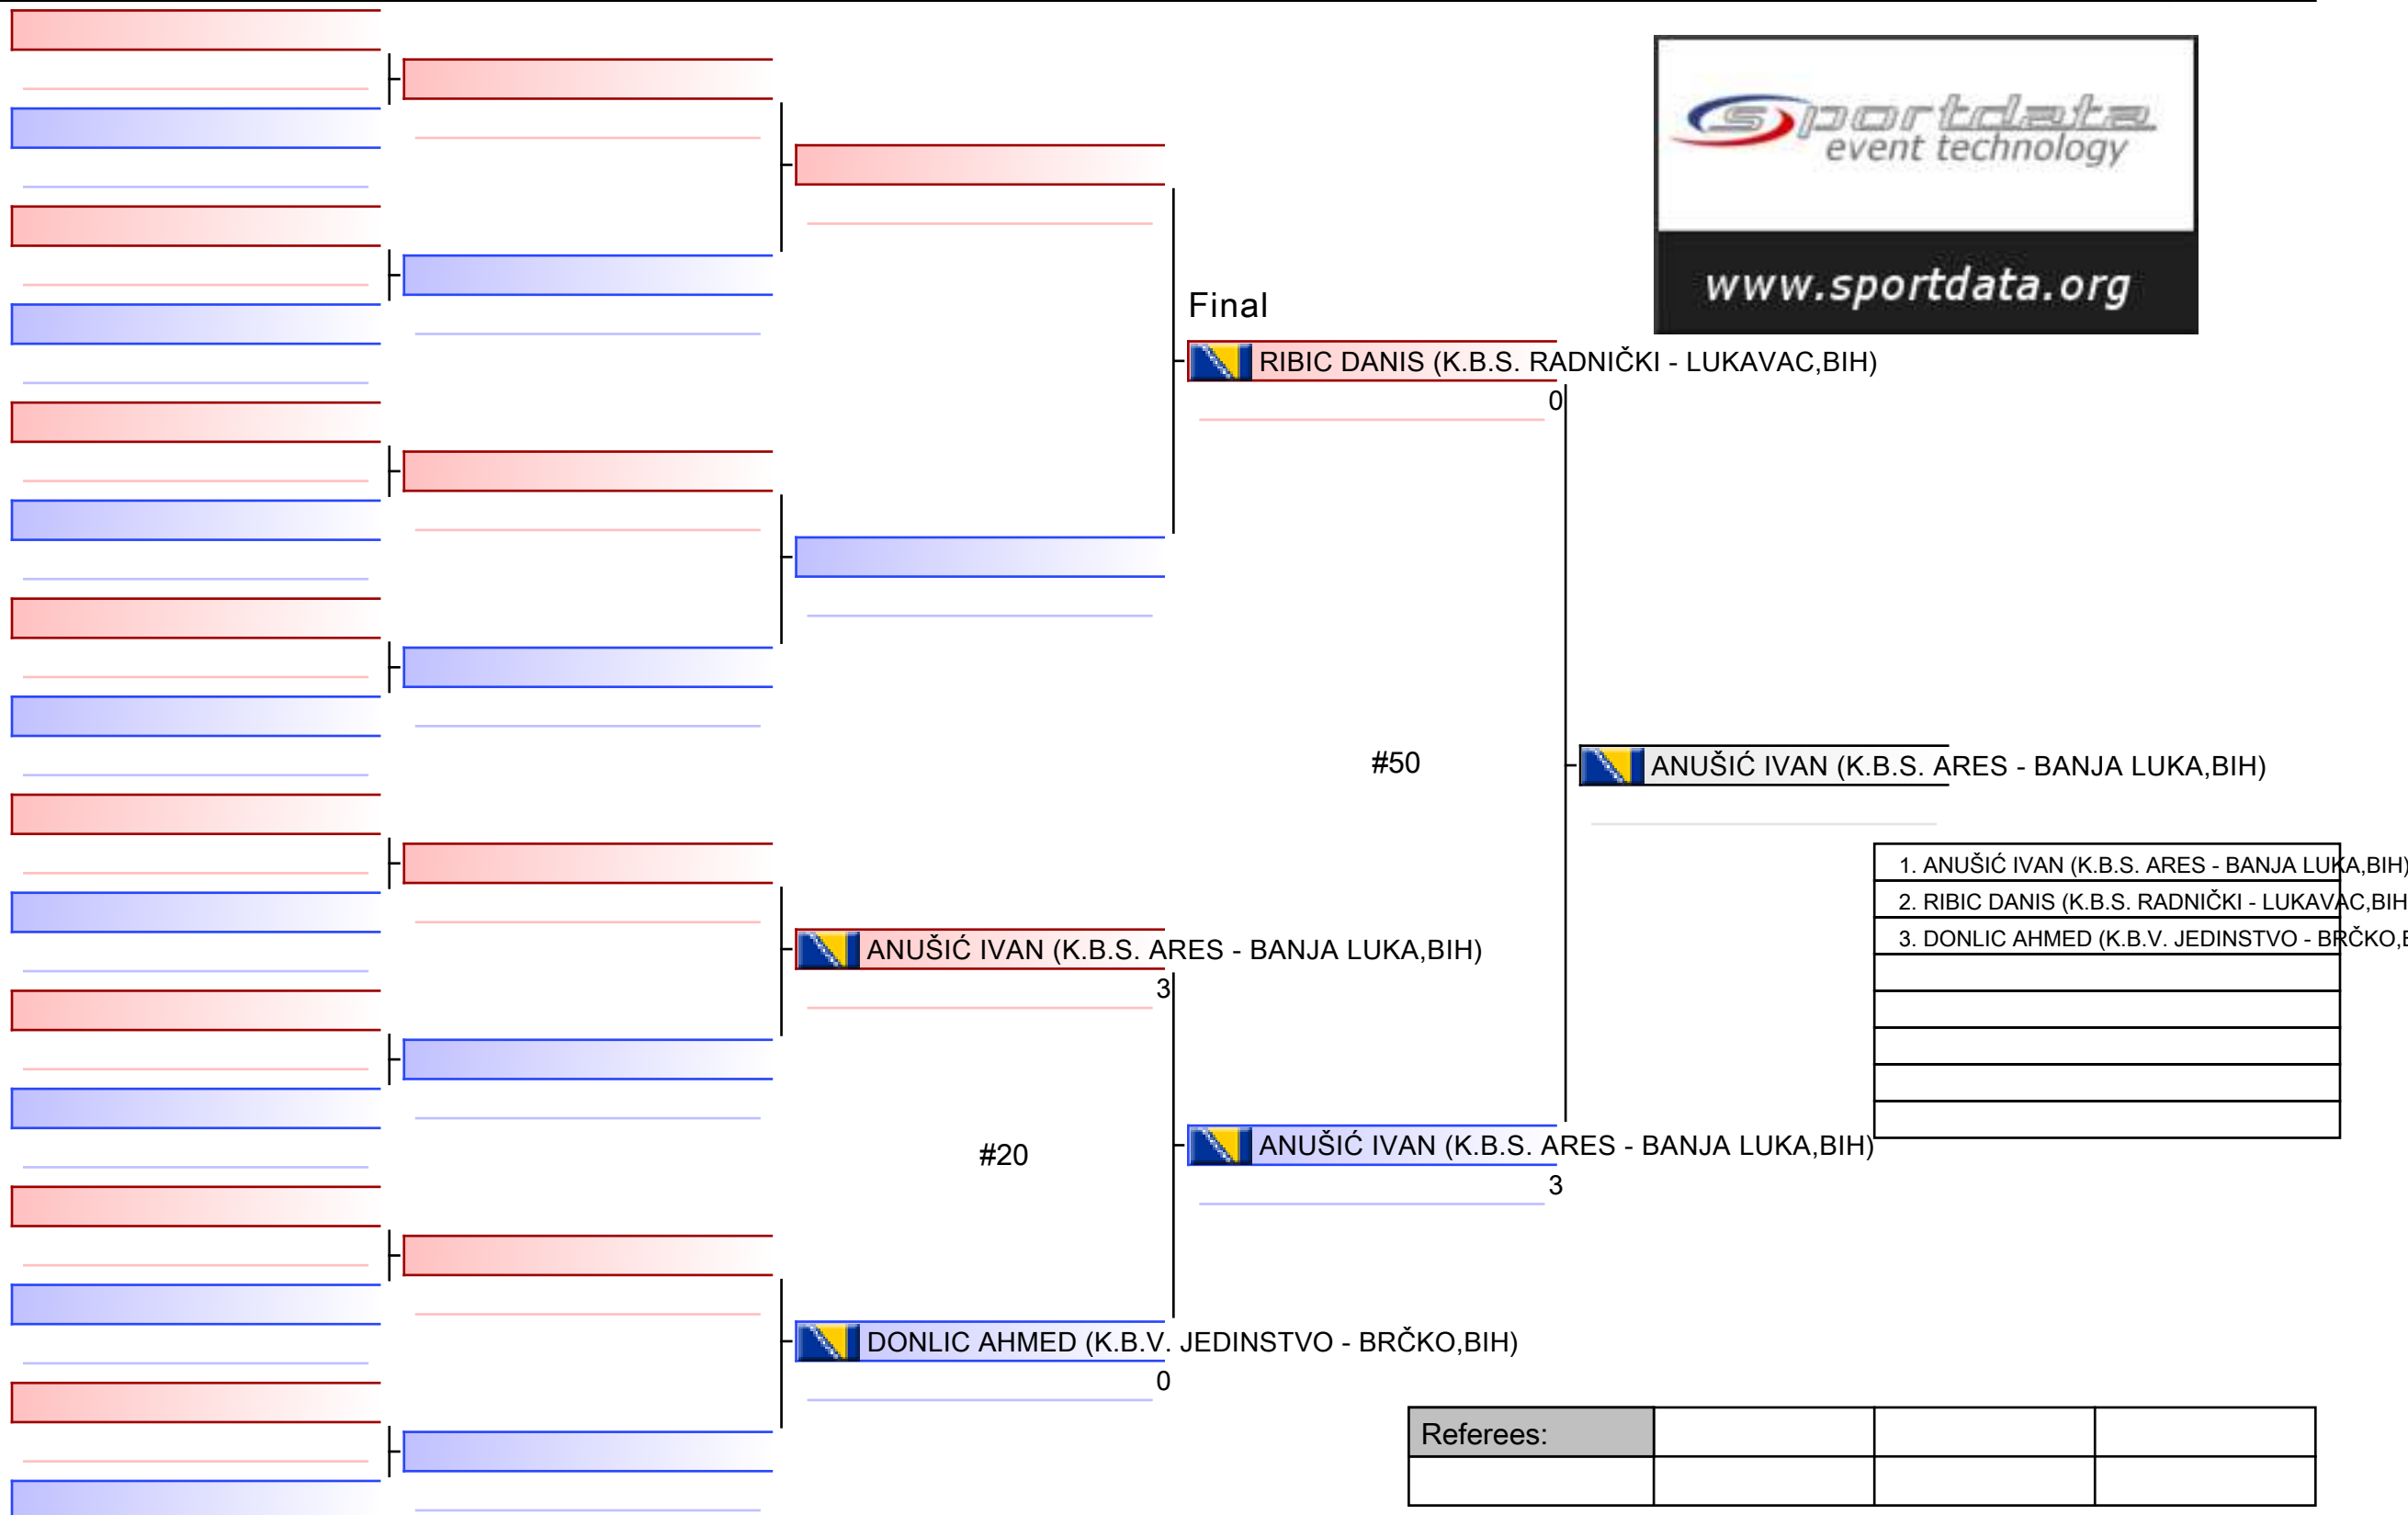 sportdata
event technology
www.sportdata.org
Final
RIBIC DANIS (K.B.S. RADNIČKI - LUKAVAC,BIH)
0
#50
ANUŠIĆ IVAN (K.B.S. ARES - BANJA LUKA,BIH)
1. ANUŠIĆ IVAN (K.B.S. ARES - BANJA LUKA,BIH)
2. RIBIC DANIS (K.B.S. RADNIČKI - LUKAVAC,BIH
3. DONLIC AHMED (K.B.V. JEDINSTVO - BRČKO,
ANUŠIĆ IVAN (K.B.S. ARES - BANJA LUKA,BIH)
3
#20
ANUŠIĆ IVAN (K.B.S. ARES - BANJA LUKA,BIH)
3
DONLIC AHMED (K.B.V. JEDINSTVO - BRČKO,BIH)
0
Referees: